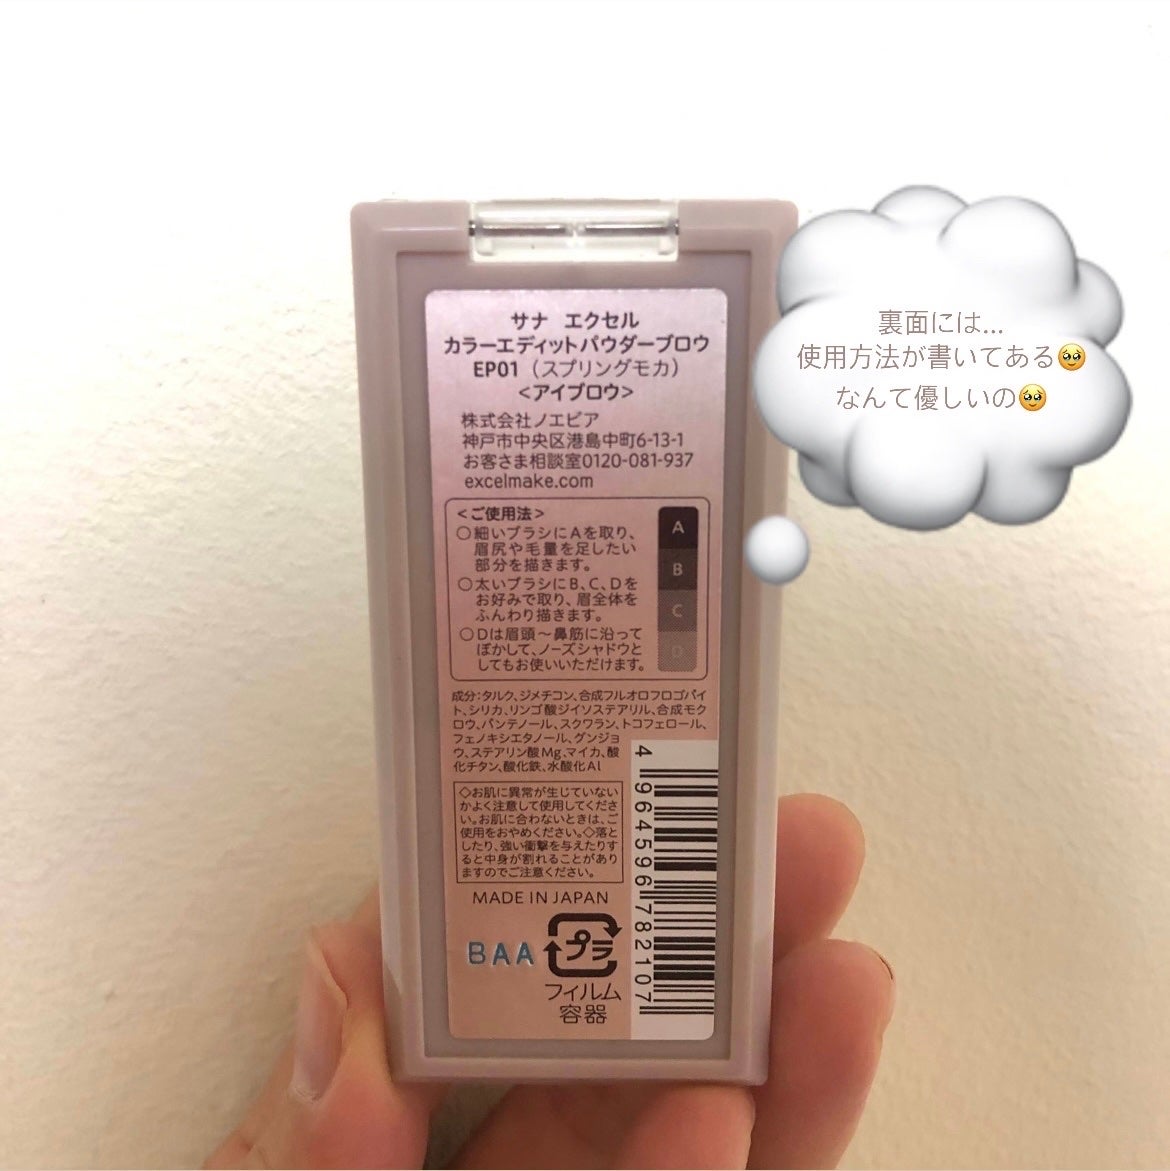 サナ エクセル
カラーエディットパウダーブロウ
EP01（スプリングモカ）
＜アイブロウ＞
株式会社ノエビア
神戸市中央区港島中町6-13-1
お客さま相談室0120-081-937
excelmake.com
＜ご使用法＞
○細いブラシにAを取り、
眉尻や毛量を足したい
部分を描きます。
○太いブラシにB、C、Dを
お好みで取り、眉全体を
ふんわり描きます。
○Dは眉頭～鼻筋に沿って
ぼかして、ノーズシャドウと
してもお使いいただけます。
A
B
C
D
成分：タルク、ジメチコン、合成フルオロフロゴパイ
ト、シリカ、リンゴ酸ジイソステアリル、合成モク
ロウ、パンテノール、スクワラン、トコフェロール、
フェノキシエタノール、グンジョ
ウ、ステアリン酸Mg、マイカ、酸
化チタン、酸化鉄、水酸化Al
◇お肌に異常が生じていない
かよく注意して使用してくださ
い。お肌に合わないときは、ご
使用をおやめください。◇落と
したり、強い衝撃を与えたりす
ると中身が割れることがあり
ますのでご注意ください。
MADE IN JAPAN
BAA
プラ
フィルム
容器
4964596782107
裏面には…
使用方法が書いてある🥹
なんて優しいの🥹